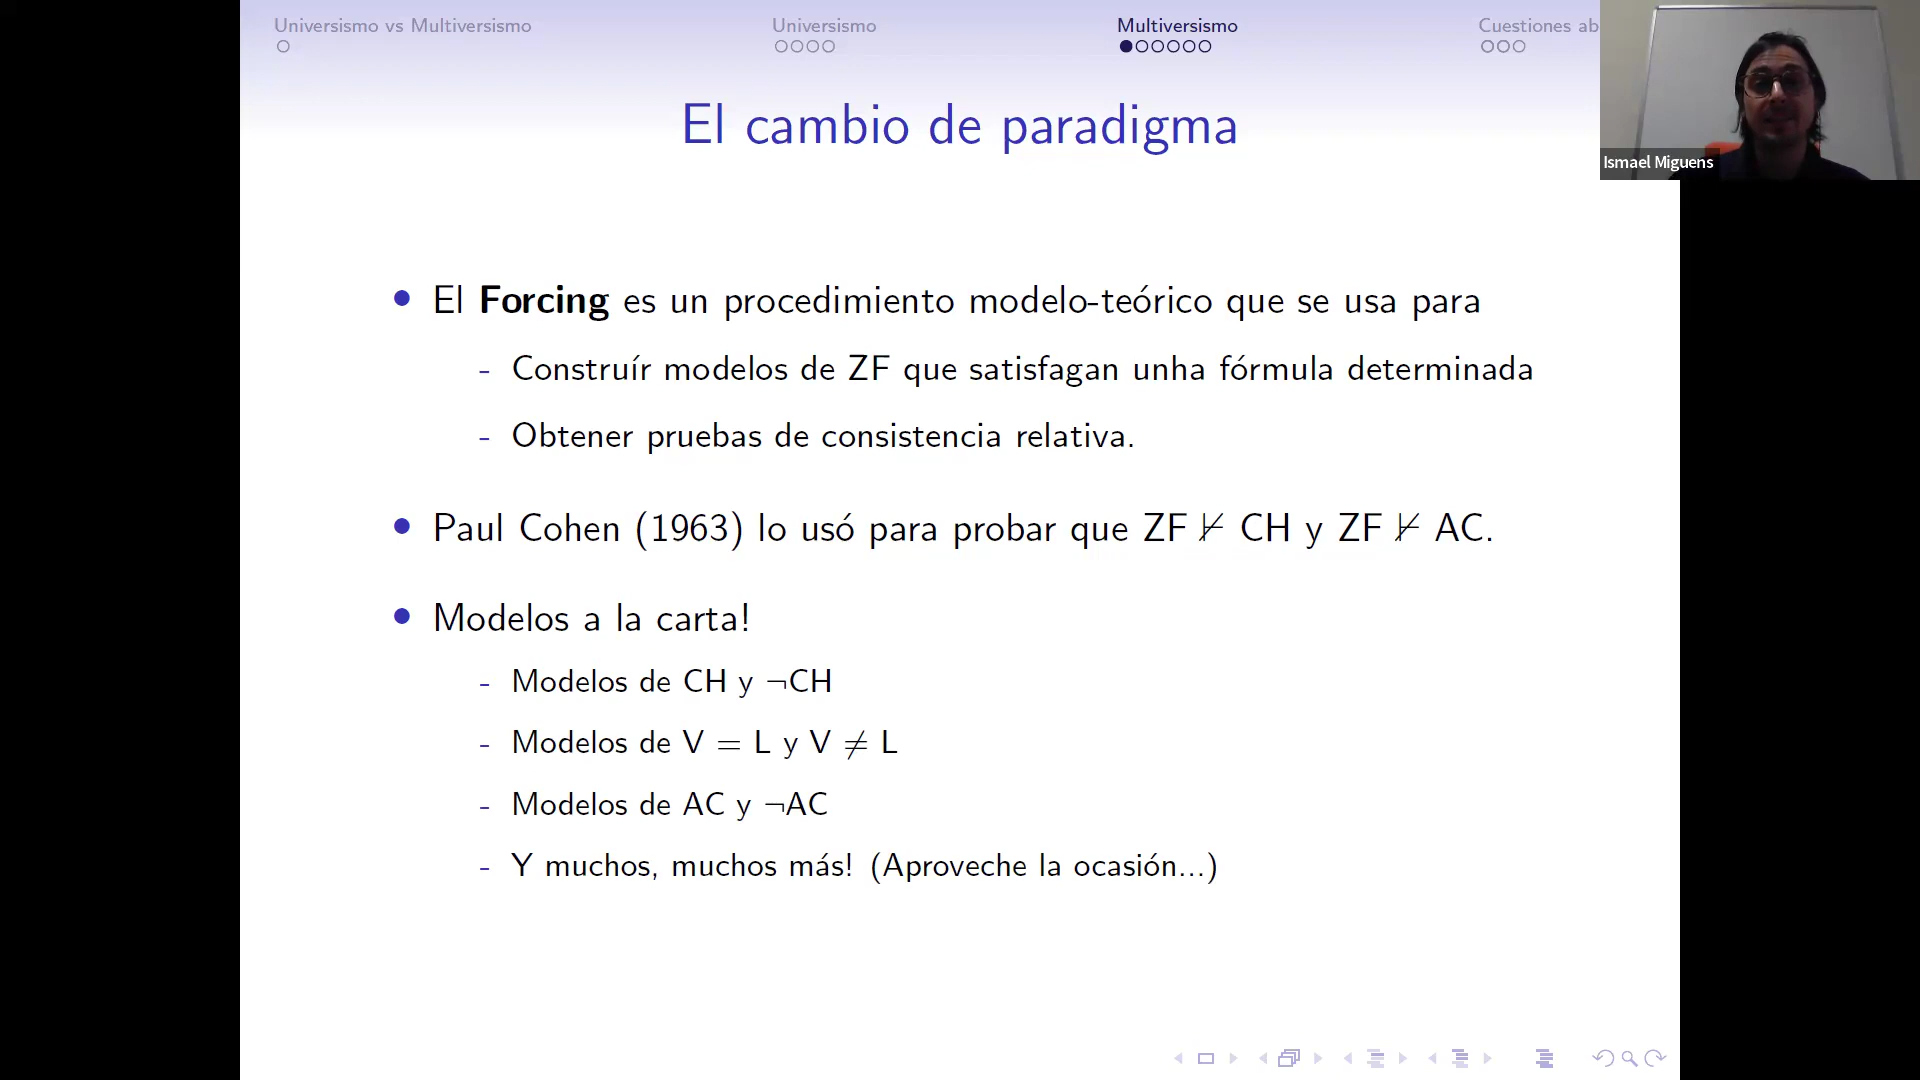 Universismo vs Multiversismo
Universismo
Multiversismo
Cuestiones ab
Ismael Miguens
El cambio de paradigma
• El Forcing es un procedimiento modelo-teórico que se usa para
- Construír modelos de ZF que satisfagan unha fórmula determinada
- Obtener pruebas de consistencia relativa.
• Paul Cohen (1963) lo usó para probar que ZF ⊬ CH y ZF ⊬ AC.
• Modelos a la carta!
- Modelos de CH y ¬CH
- Modelos de V = L y V ≠ L
- Modelos de AC y ¬AC
- Y muchos, muchos más! (Aproveche la ocasión...)